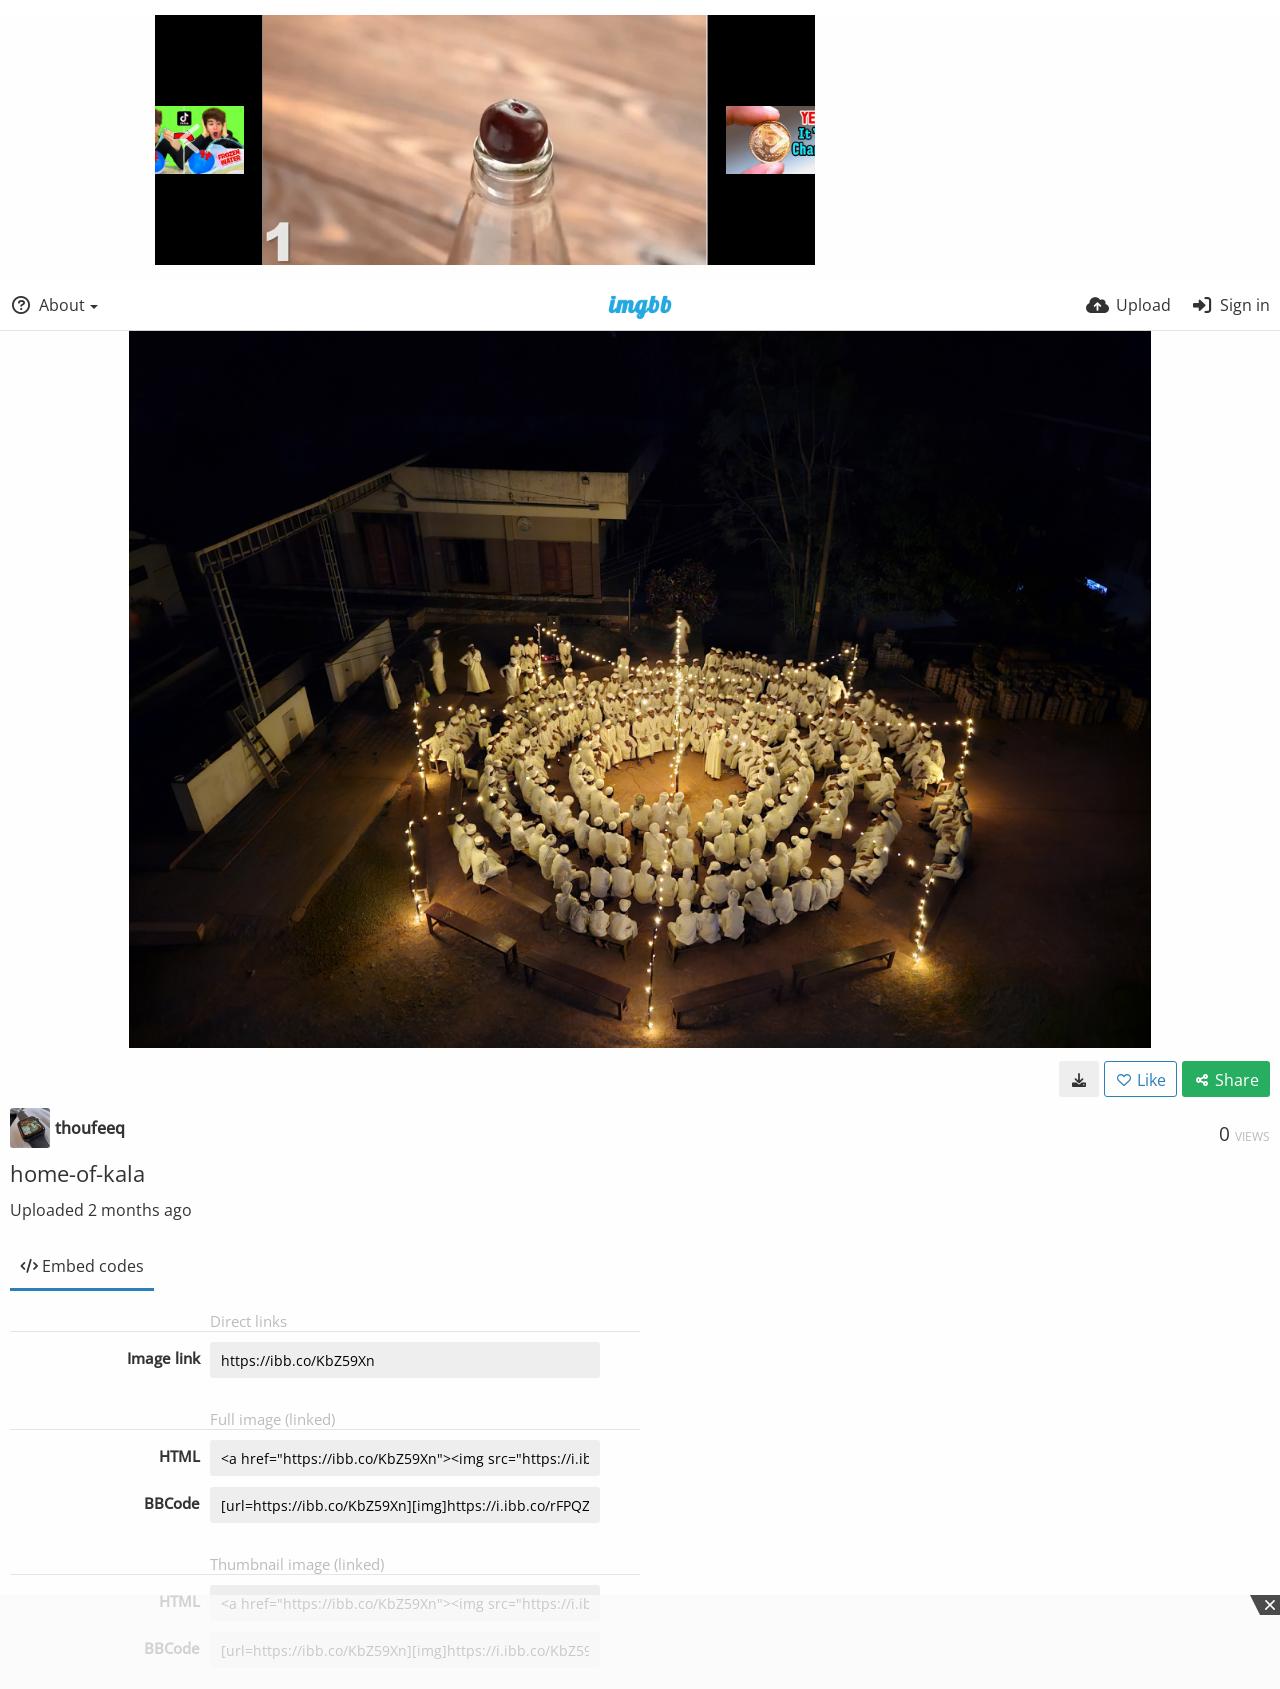 FROZEN
WATER
YE
It'
Cha
1
About
imgbb
Upload
Sign in
Like
Share
thoufeeq
0 VIEWS
home-of-kala
Uploaded 2 months ago
Embed codes
Direct links
Image link
https://ibb.co/KbZ59Xn
Full image (linked)
HTML
<a href="https://ibb.co/KbZ59Xn"><img src="https://i.ib
BBCode
[url=https://ibb.co/KbZ59Xn][img]https://i.ibb.co/rFPQZ
Thumbnail image (linked)
HTML
<a href="https://ibb.co/KbZ59Xn"><img src="https://i.ib
BBCode
[url=https://ibb.co/KbZ59Xn][img]https://i.ibb.co/KbZ59